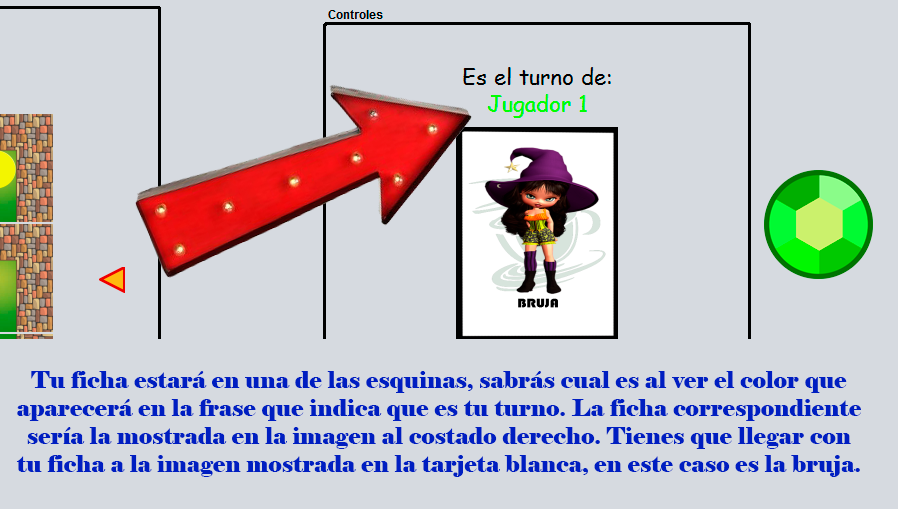 Controles
Es el turno de:
Jugador 1
BRUJA
Tu ficha estará en una de las esquinas, sabrás cual es al ver el color que
aparecerá en la frase que indica que es tu turno. La ficha correspondiente
sería la mostrada en la imagen al costado derecho. Tienes que llegar con
tu ficha a la imagen mostrada en la tarjeta blanca, en este caso es la bruja.